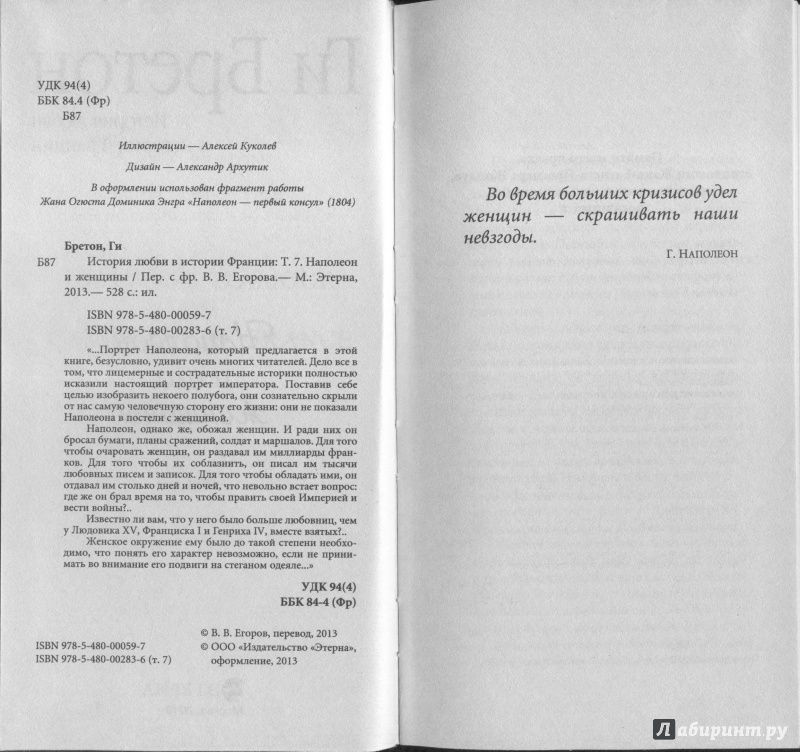 УДК 94(4)
ББК 84.4 (Фр)
Б87
Иллюстрации — Алексей Куколев
Дизайн — Александр Архутик
В оформлении использован фрагмент работы
Жана Огюста Доминика Энгра «Наполеон — первый консул» (1804)
Бретон, Ги
Б87 История любви в истории Франции: Т. 7. Наполеон
и женщины / Пер. с фр. В. В. Егорова.— М.: Этерна,
2013.— 528 с.: ил.
ISBN 978-5-480-00059-7
ISBN 978-5-480-00283-6 (т. 7)
«...Портрет Наполеона, который предлагается в этой
книге, безусловно, удивит очень многих читателей. Дело все в
том, что лицемерные и сострадательные историки полностью
исказили настоящий портрет императора. Поставив себе
целью изобразить некоего полубога, они сознательно скрыли
от нас самую человечную сторону его жизни: они не показали
Наполеона в постели с женщиной.
Наполеон, однако же, обожал женщин. И ради них он
бросал бумаги, планы сражений, солдат и маршалов. Для того
чтобы очаровать женщин, он раздавал им миллиарды фран-
ков. Для того чтобы их соблазнить, он писал им тысячи
любовных писем и записок. Для того чтобы обладать ими, он
отдавал им столько дней и ночей, что невольно встает вопрос:
где же он брал время на то, чтобы править своей Империей и
вести войны?..
Известно ли вам, что у него было больше любовниц, чем
у Людовика XV, Франциска I и Генриха IV, вместе взятых?..
Женское окружение ему было до такой степени необхо-
димо, что понять его характер невозможно, если не прини-
мать во внимание его подвиги на стеганом одеяле...»
УДК 94(4)
ББК 84-4 (Фр)
© В. В. Егоров, перевод, 2013
ISBN 978-5-480-00059-7 © ООО «Издательство «Этерна»,
ISBN 978-5-480-00283-6 (т. 7) оформление, 2013
Во время больших кризисов удел
женщин — скрашивать наши
невзгоды.
Г. Наполеон
Лабиринт.ру